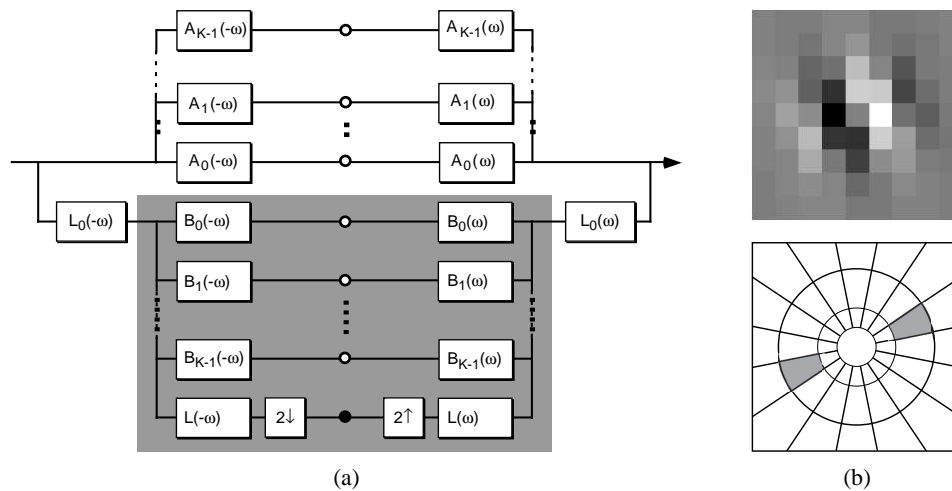 A_{K-1}(-ω) A_{K-1}(ω)
A_1(-ω) A_1(ω)
A_0(-ω) A_0(ω)
L_0(-ω) B_0(-ω) B_0(ω) L_0(ω)
B_1(-ω) B_1(ω)
B_{K-1}(-ω) B_{K-1}(ω)
L(-ω) 2↓ 2↑ L(ω)
(a) (b)